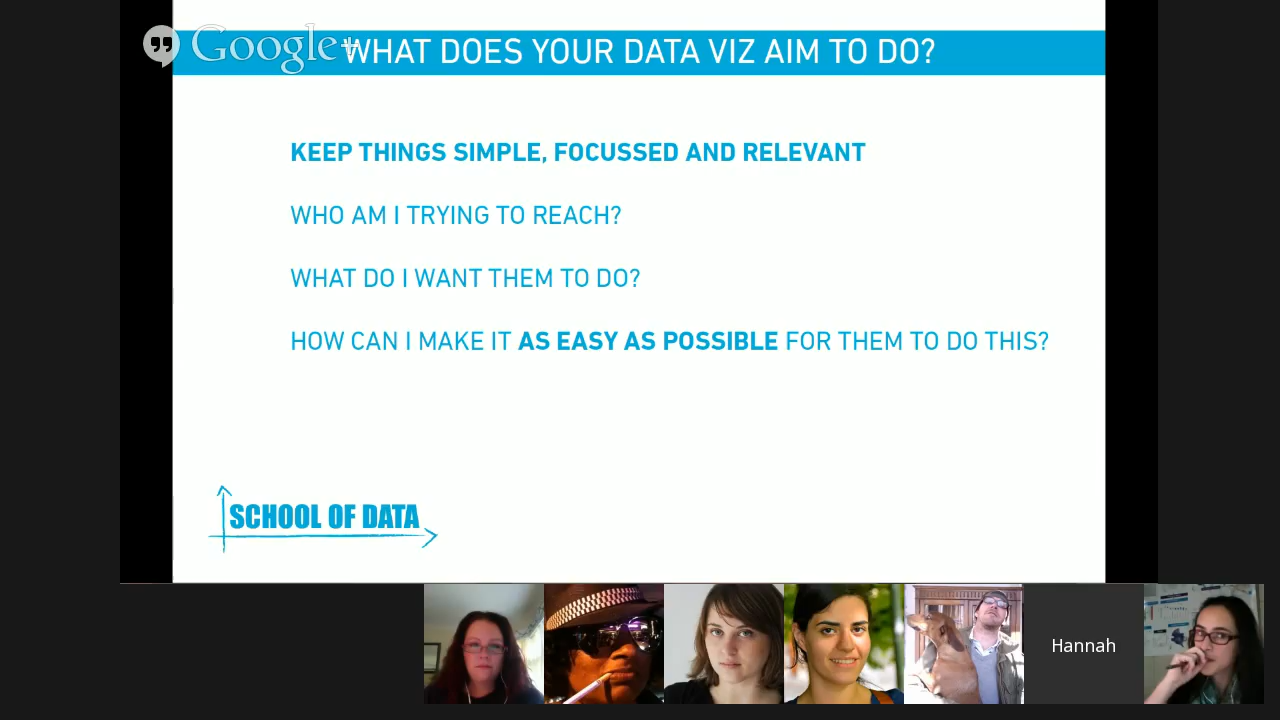 Google+
WHAT DOES YOUR DATA VIZ AIM TO DO?
KEEP THINGS SIMPLE, FOCUSSED AND RELEVANT
WHO AM I TRYING TO REACH?
WHAT DO I WANT THEM TO DO?
HOW CAN I MAKE IT AS EASY AS POSSIBLE FOR THEM TO DO THIS?
SCHOOL OF DATA
Hannah